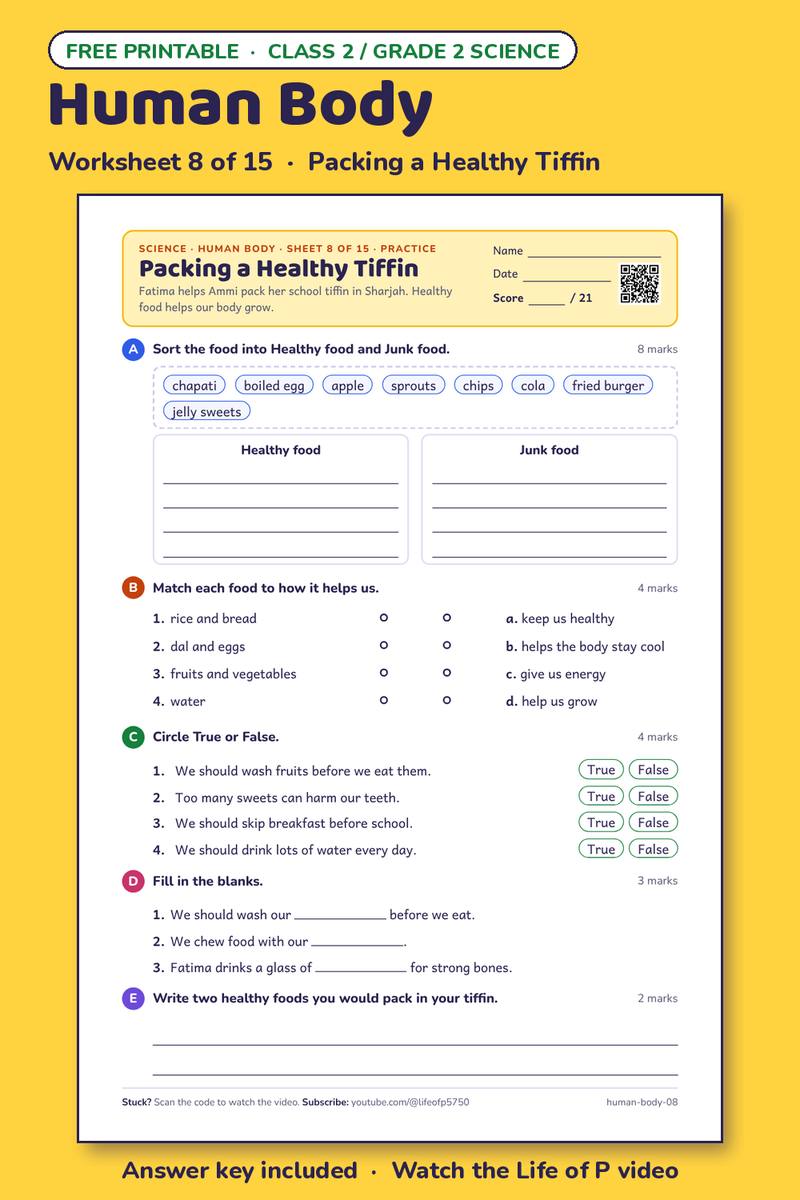 FREE PRINTABLE · CLASS 2 / GRADE 2 SCIENCE
Human Body
Worksheet 8 of 15 · Packing a Healthy Tiffin
SCIENCE · HUMAN BODY · SHEET 8 OF 15 · PRACTICE
Packing a Healthy Tiffin
Fatima helps Ammi pack her school tiffin in Sharjah. Healthy
food helps our body grow.
Name
Date
Score / 21
A Sort the food into Healthy food and Junk food. 8 marks
chapati boiled egg apple sprouts chips cola fried burger
jelly sweets
Healthy food Junk food
B Match each food to how it helps us. 4 marks
1. rice and bread a. keep us healthy
2. dal and eggs b. helps the body stay cool
3. fruits and vegetables c. give us energy
4. water d. help us grow
C Circle True or False. 4 marks
1. We should wash fruits before we eat them. True False
2. Too many sweets can harm our teeth. True False
3. We should skip breakfast before school. True False
4. We should drink lots of water every day. True False
D Fill in the blanks. 3 marks
1. We should wash our ____________ before we eat.
2. We chew food with our ____________.
3. Fatima drinks a glass of ____________ for strong bones.
E Write two healthy foods you would pack in your tiffin. 2 marks
Stuck? Scan the code to watch the video. Subscribe: youtube.com/@lifeofp5750 human-body-08
Answer key included · Watch the Life of P video